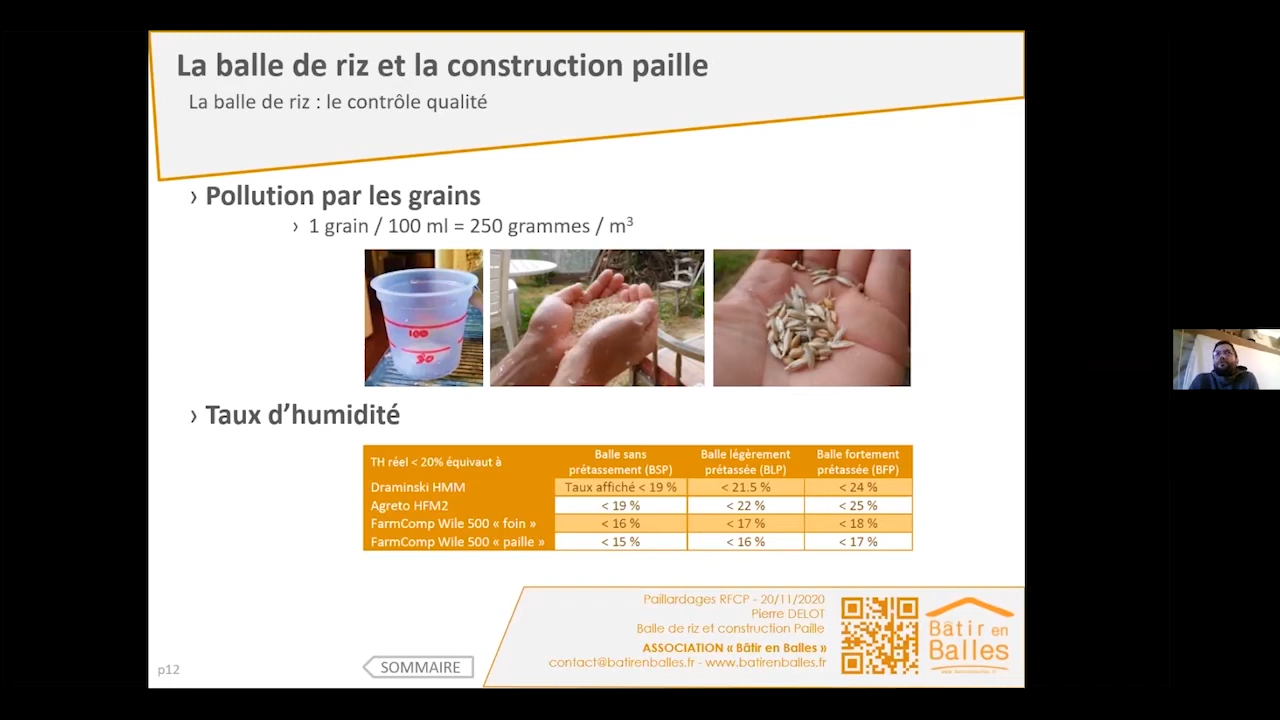 La balle de riz et la construction paille
La balle de riz : le contrôle qualité
› Pollution par les grains
› 1 grain / 100 ml = 250 grammes / m³
100
50
› Taux d’humidité
TH réel < 20% équivaut à | Balle sans prétassement (BSP) | Balle légèrement prétassée (BLP) | Balle fortement prétassée (BFP)
Draminski HMM | Taux affiché < 19 % | < 21.5 % | < 24 %
Agreto HFM2 | < 19 % | < 22 % | < 25 %
FarmComp Wile 500 « foin » | < 16 % | < 17 % | < 18 %
FarmComp Wile 500 « paille » | < 15 % | < 16 % | < 17 %
Paillardages RFCP - 20/11/2020
Pierre DELOT
Balle de riz et construction Paille
ASSOCIATION « Bâtir en Balles »
contact@batirenballes.fr - www.batirenballes.fr
Bâtir en
Balles
www.batirenballes.fr
p12
SOMMAIRE